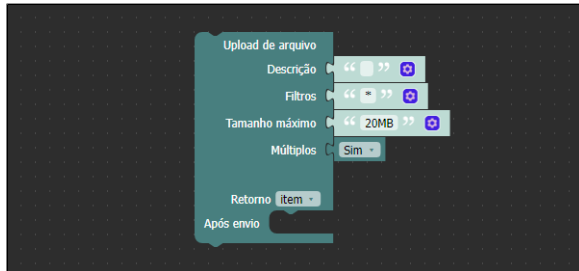 Upload de arquivo
Descrição “ ”
Filtros “ * ”
Tamanho máximo “ 20MB ”
Múltiplos Sim
Retorno item
Após envio